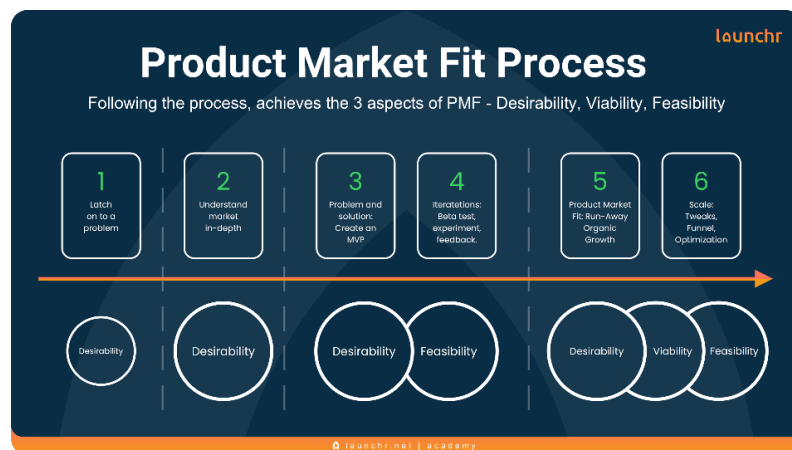 launchr
Product Market Fit Process
Following the process, achieves the 3 aspects of PMF - Desirability, Viability, Feasibility
1
Latch
on to a
problem
2
Understand
market
in-depth
3
Problem and
solution:
Create an
MVP
4
Iteratetions:
Beta test,
experiment,
feedback.
5
Product Market
Fit: Run-Away
Organic
Growth
6
Scale:
Tweaks,
Funnel,
Optimization
Desirability
Desirability
Desirability
Feasibility
Desirability
Viability
Feasibility
launchr.net | academy